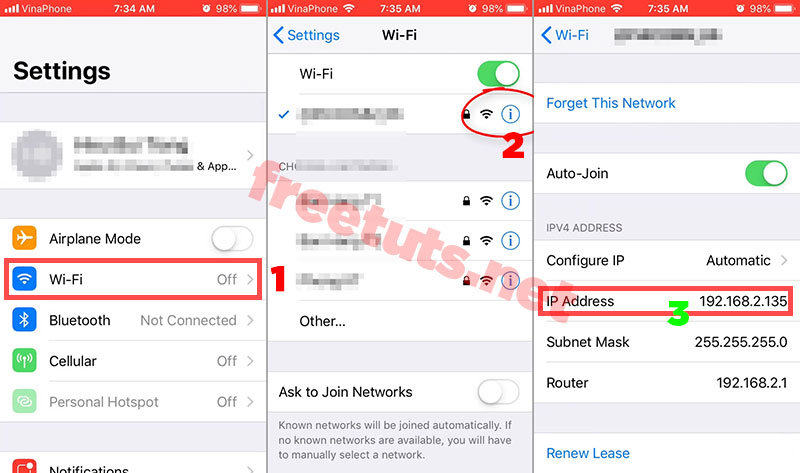 VinaPhone 7:34 AM 98%
Settings
& App...
Airplane Mode
Wi-Fi Off
1
Bluetooth Not Connected
Cellular Off
Personal Hotspot Off
Notifications
VinaPhone 7:35 AM 98%
Settings Wi-Fi
Wi-Fi
2
Other...
Ask to Join Networks
Known networks will be joined automatically. If
no known networks are available, you will have
to manually select a network.
VinaPhone 7:35 AM 98%
Wi-Fi
Forget This Network
Auto-Join
IPV4 ADDRESS
Configure IP Automatic
IP Address 192.168.2.135
3
Subnet Mask 255.255.255.0
Router 192.168.2.1
Renew Lease
freetuts.net